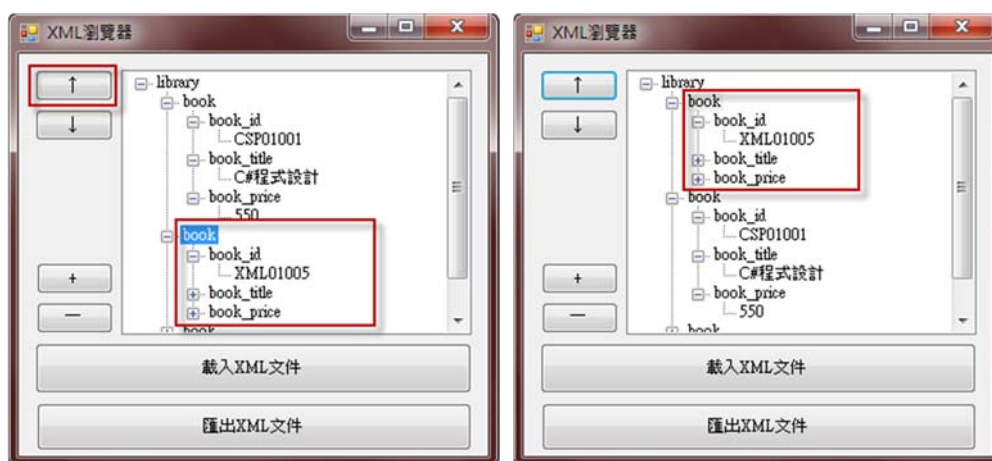 XML瀏覽器
↑
↓
+
—
library
book
book_id
CSP01001
book_title
C#程式設計
book_price
550
book
book_id
XML01005
book_title
book_price
book
載入XML文件
匯出XML文件
XML瀏覽器
↑
↓
+
—
library
book
book_id
XML01005
book_title
book_price
book
book_id
CSP01001
book_title
C#程式設計
book_price
550
book
載入XML文件
匯出XML文件